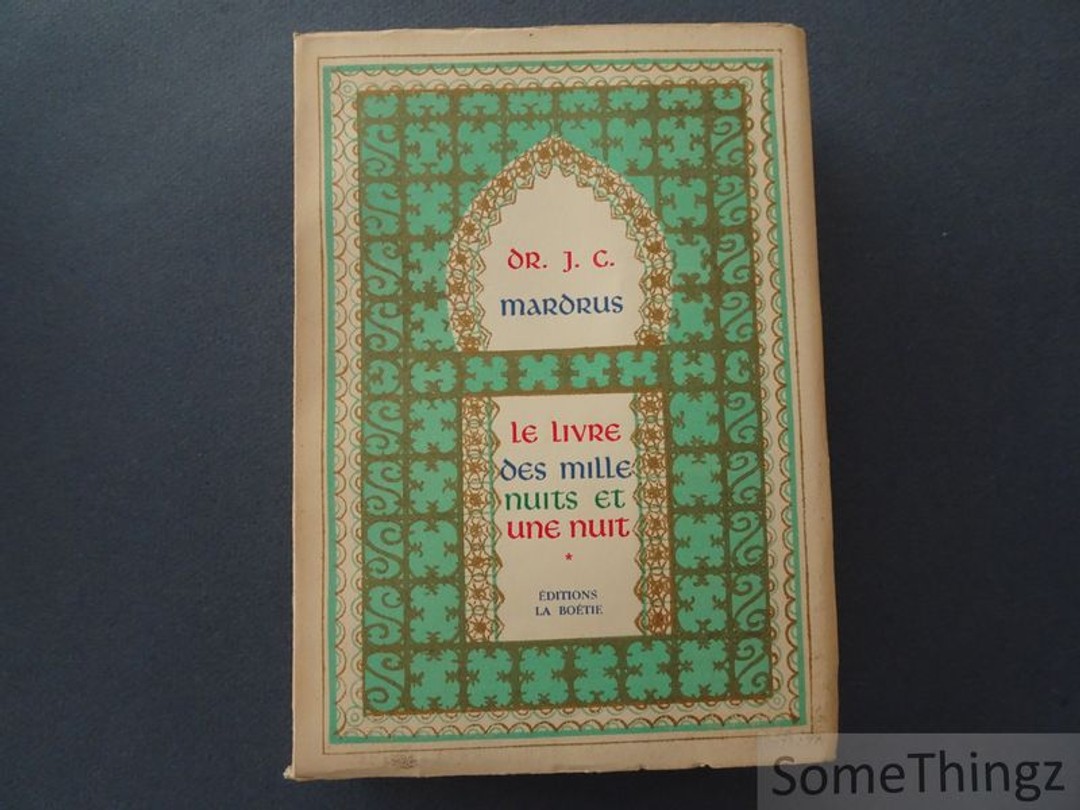 DR. J. C.
MARDRUS
LE LIVRE
DES MILLE
NUITS ET
UNE NUIT
*
ÉDITIONS
LA BOÉTIE
SomeThingz